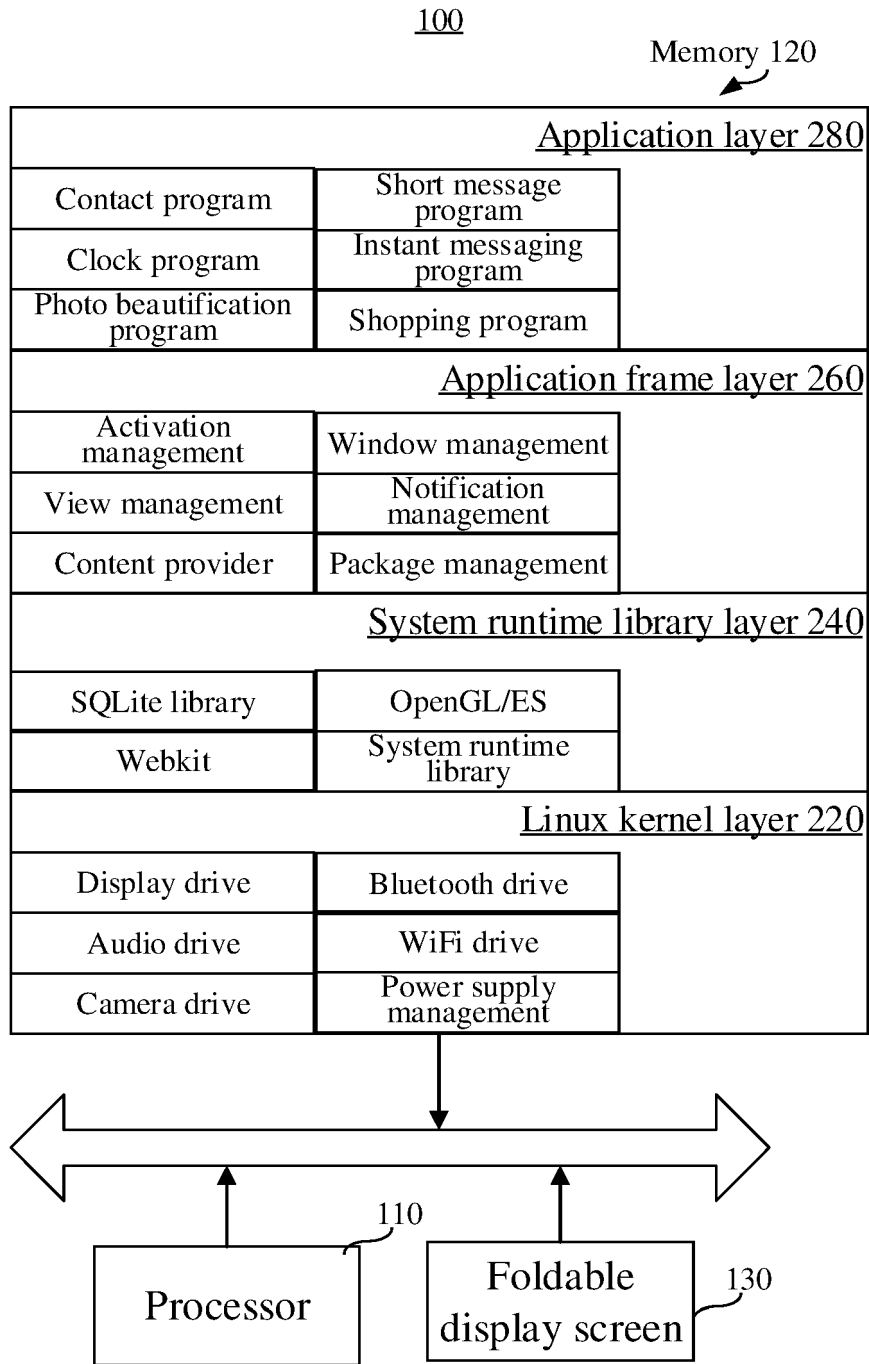 100
Memory 120
Application layer 280
Contact program
Short message
program
Clock program
Instant messaging
program
Photo beautification
program
Shopping program
Application frame layer 260
Activation
management
Window management
View management
Notification
management
Content provider
Package management
System runtime library layer 240
SQLite library
OpenGL/ES
Webkit
System runtime
library
Linux kernel layer 220
Display drive
Bluetooth drive
Audio drive
WiFi drive
Camera drive
Power supply
management
110
Processor
Foldable
display screen
130